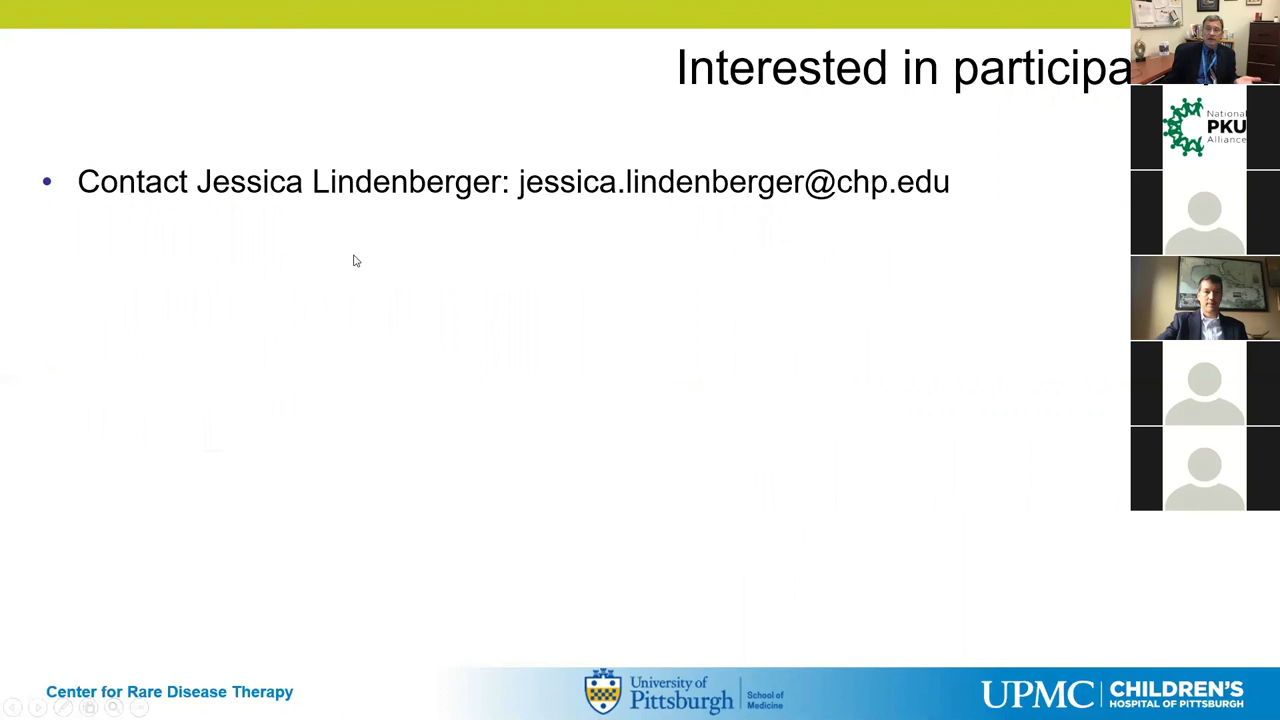 Interested in participa
National
PKU
Alliance
• Contact Jessica Lindenberger: jessica.lindenberger@chp.edu
Center for Rare Disease Therapy
University of
Pittsburgh
School of
Medicine
UPMC
CHILDREN'S
HOSPITAL OF PITTSBURGH